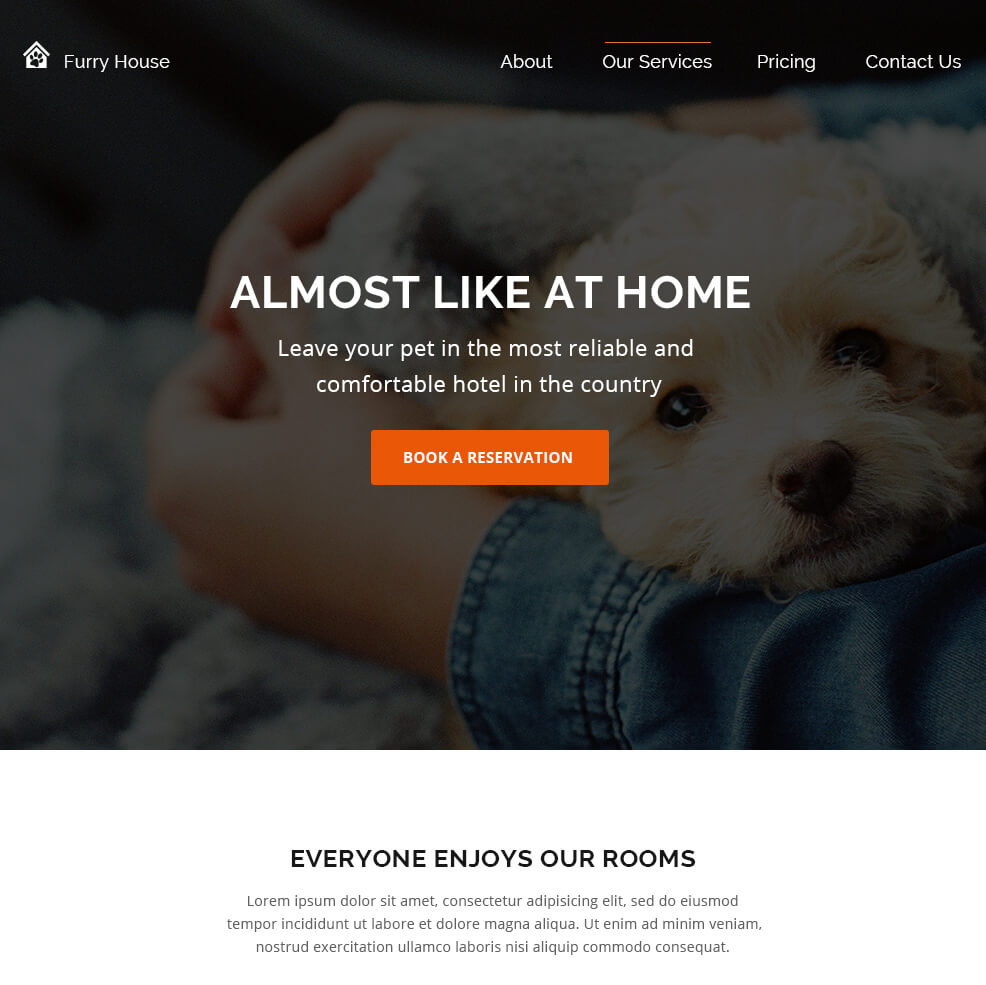 Furry House
About
Our Services
Pricing
Contact Us
ALMOST LIKE AT HOME
Leave your pet in the most reliable and
comfortable hotel in the country
BOOK A RESERVATION
EVERYONE ENJOYS OUR ROOMS
Lorem ipsum dolor sit amet, consectetur adipisicing elit, sed do eiusmod
tempor incididunt ut labore et dolore magna aliqua. Ut enim ad minim veniam,
nostrud exercitation ullamco laboris nisi aliquip commodo consequat.